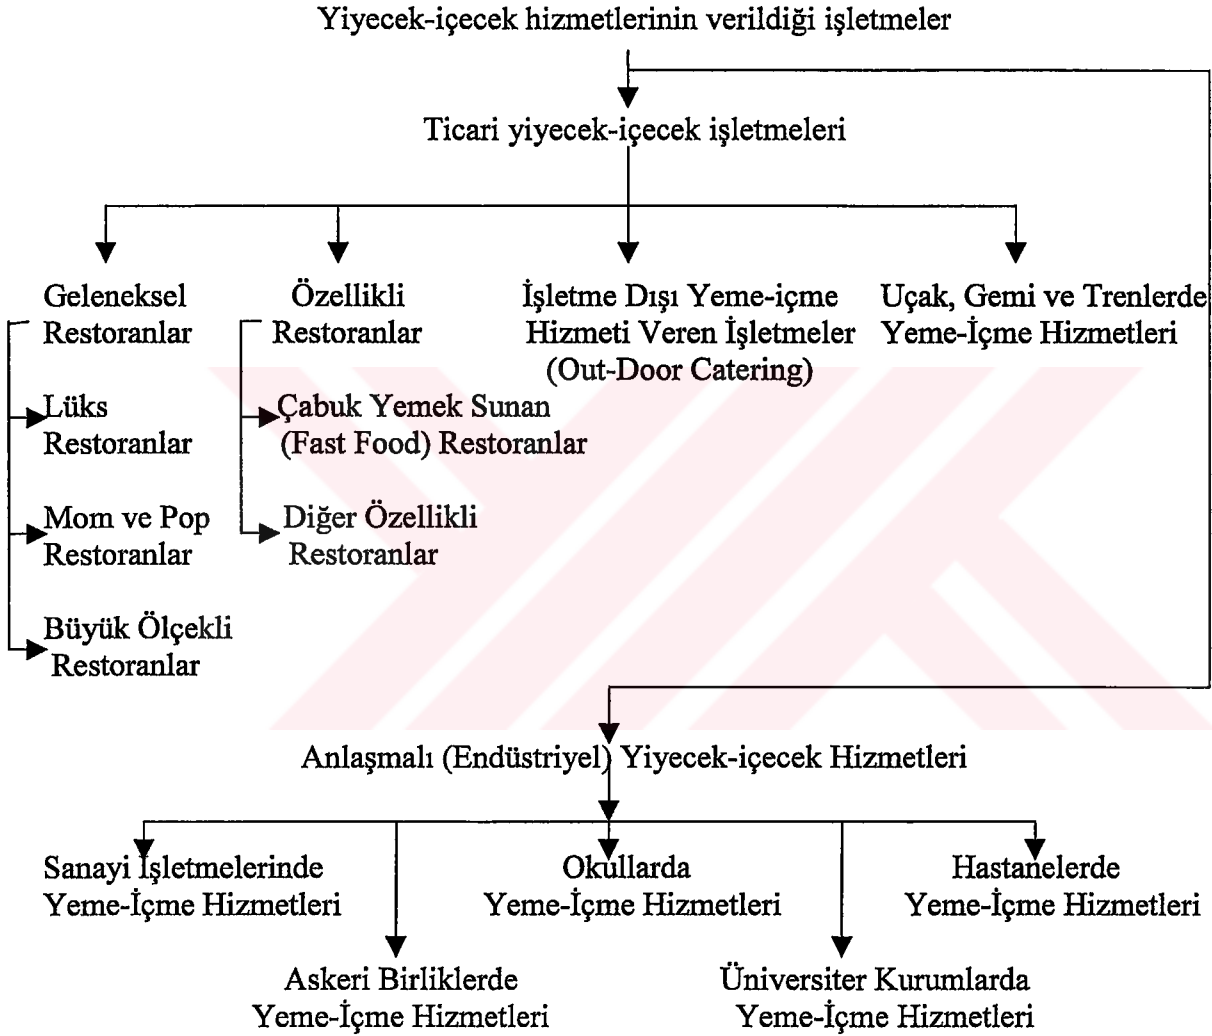 Yiyecek-içecek hizmetlerinin verildiği işletmeler
Ticari yiyecek-içecek işletmeleri
Geleneksel
Restoranlar
Özellikli
Restoranlar
İşletme Dışı Yeme-içme
Hizmeti Veren İşletmeler
(Out-Door Catering)
Uçak, Gemi ve Trenlerde
Yeme-İçme Hizmetleri
Lüks
Restoranlar
Mom ve Pop
Restoranlar
Büyük Ölçekli
Restoranlar
Çabuk Yemek Sunan
(Fast Food) Restoranlar
Diğer Özellikli
Restoranlar
Anlaşmalı (Endüstriyel) Yiyecek-içecek Hizmetleri
Sanayi İşletmelerinde
Yeme-İçme Hizmetleri
Okullarda
Yeme-İçme Hizmetleri
Hastanelerde
Yeme-İçme Hizmetleri
Askeri Birliklerde
Yeme-İçme Hizmetleri
Üniversiter Kurumlarda
Yeme-İçme Hizmetleri